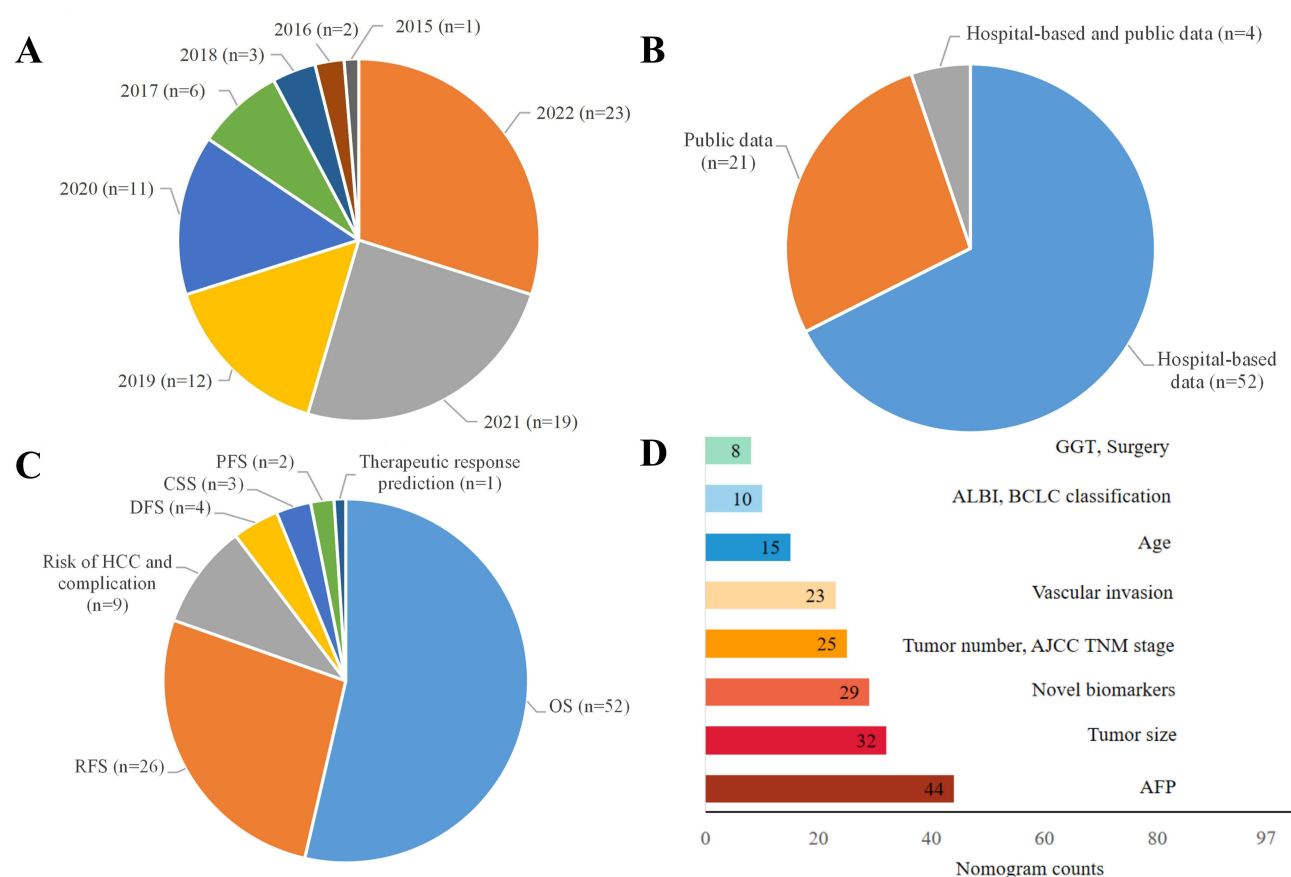 A
2015 (n=1)
2016 (n=2)
2018 (n=3)
2017 (n=6)
2022 (n=23)
2020 (n=11)
2019 (n=12)
2021 (n=19)
B
Hospital-based and public data (n=4)
Public data
(n=21)
Hospital-based
data (n=52)
C
PFS (n=2)
Therapeutic response
prediction (n=1)
CSS (n=3)
DFS (n=4)
Risk of HCC and
complication
(n=9)
OS (n=52)
RFS (n=26)
D
8 GGT, Surgery
10 ALBI, BCLC classification
15 Age
23 Vascular invasion
25 Tumor number, AJCC TNM stage
29 Novel biomarkers
32 Tumor size
44 AFP
0 20 40 60 80 97
Nomogram counts